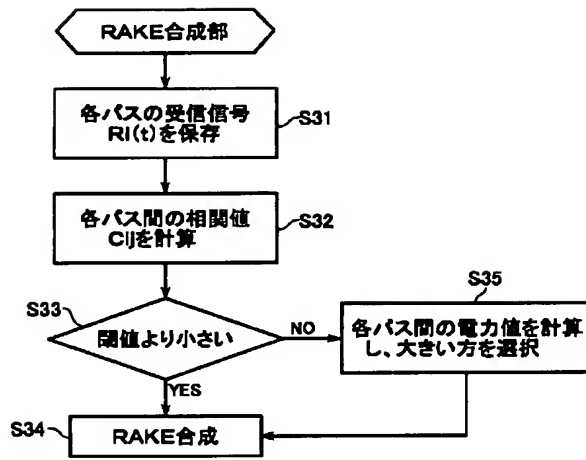 RAKE合成部
各パスの受信信号
RI(t)を保存
S31
各パス間の相関値
Cijを計算
S32
S33
閾値より小さい
NO
YES
S35
各パス間の電力値を計算
し、大きい方を選択
S34
RAKE合成